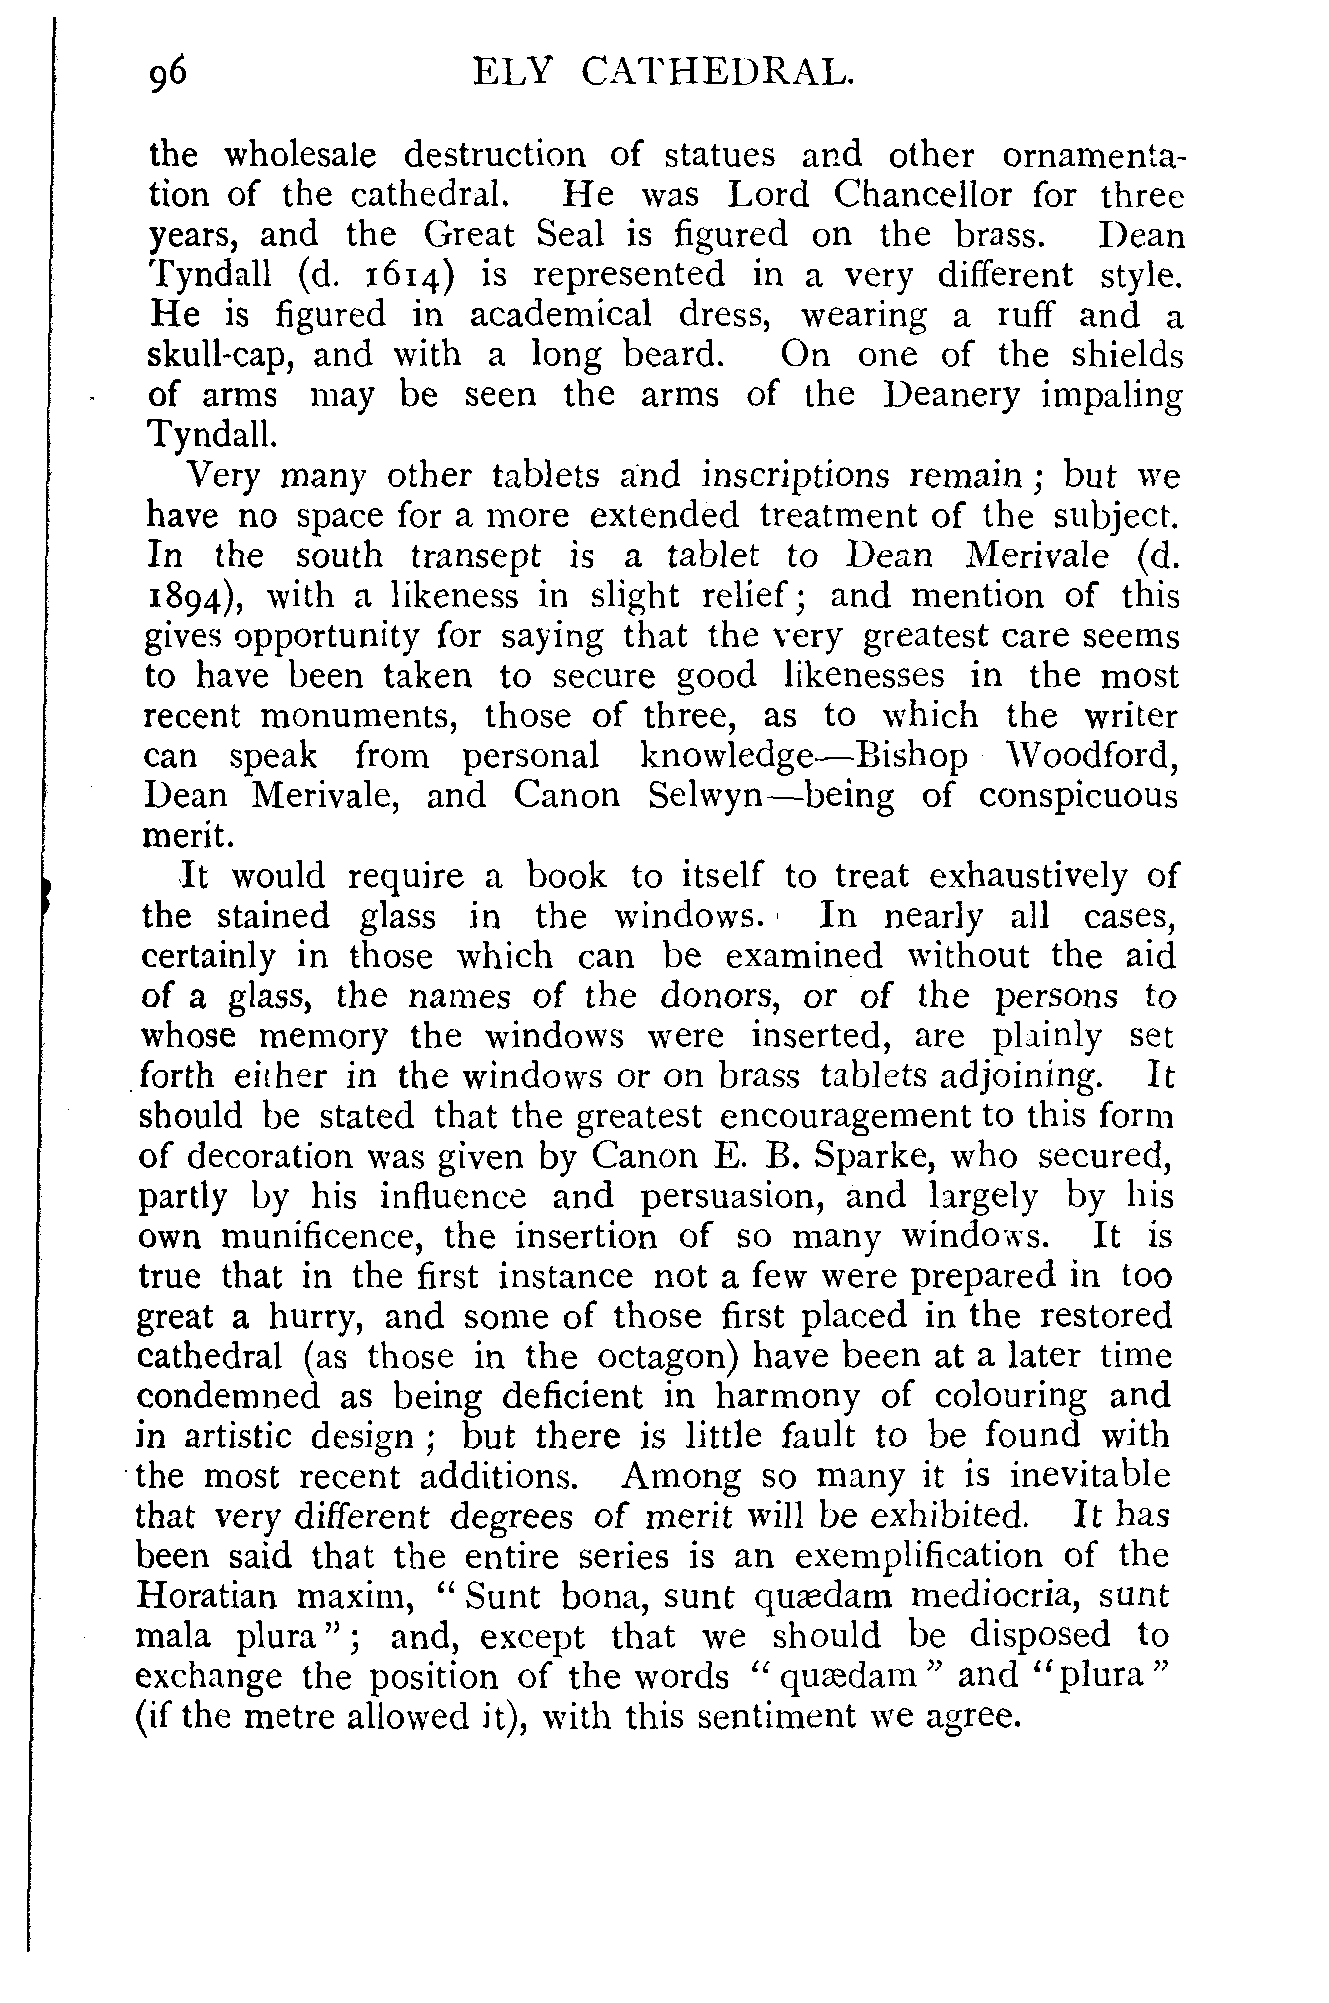 96 ELY CATHEDRAL.
the wholesale destruction of statues and other ornamenta-
tion of the cathedral. He was Lord Chancellor for three
years, and the Great Seal is figured on the brass. Dean
Tyndall (d. 1614) is represented in a very different style.
He is figured in academical dress, wearing a ruff and a
skull-cap, and with a long beard. On one of the shields
of arms may be seen the arms of the Deanery impaling
Tyndall.
Very many other tablets and inscriptions remain ; but we
have no space for a more extended treatment of the subject.
In the south transept is a tablet to Dean Merivale (d.
1894), with a likeness in slight relief ; and mention of this
gives opportunity for saying that the very greatest care seems
to have been taken to secure good likenesses in the most
recent monuments, those of three, as to which the writer
can speak from personal knowledge—Bishop Woodford,
Dean Merivale, and Canon Selwyn—being of conspicuous
merit.
It would require a book to itself to treat exhaustively of
the stained glass in the windows. In nearly all cases,
certainly in those which can be examined without the aid
of a glass, the names of the donors, or of the persons to
whose memory the windows were inserted, are plainly set
forth either in the windows or on brass tablets adjoining. It
should be stated that the greatest encouragement to this form
of decoration was given by Canon E. B. Sparke, who secured,
partly by his influence and persuasion, and largely by his
own munificence, the insertion of so many windows. It is
true that in the first instance not a few were prepared in too
great a hurry, and some of those first placed in the restored
cathedral (as those in the octagon) have been at a later time
condemned as being deficient in harmony of colouring and
in artistic design ; but there is little fault to be found with
the most recent additions. Among so many it is inevitable
that very different degrees of merit will be exhibited. It has
been said that the entire series is an exemplification of the
Horatian maxim, “ Sunt bona, sunt quædam mediocria, sunt
mala plura ” ; and, except that we should be disposed to
exchange the position of the words “ quædam ” and “plura ”
(if the metre allowed it), with this sentiment we agree.